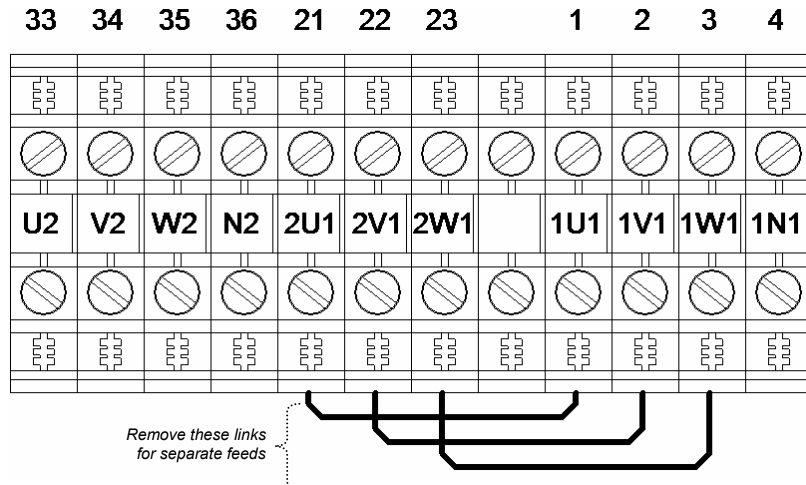 33 34 35 36 21 22 23 1 2 3 4
U2 V2 W2 N2 2U1 2V1 2W1 1U1 1V1 1W1 1N1
Remove these links
for separate feeds